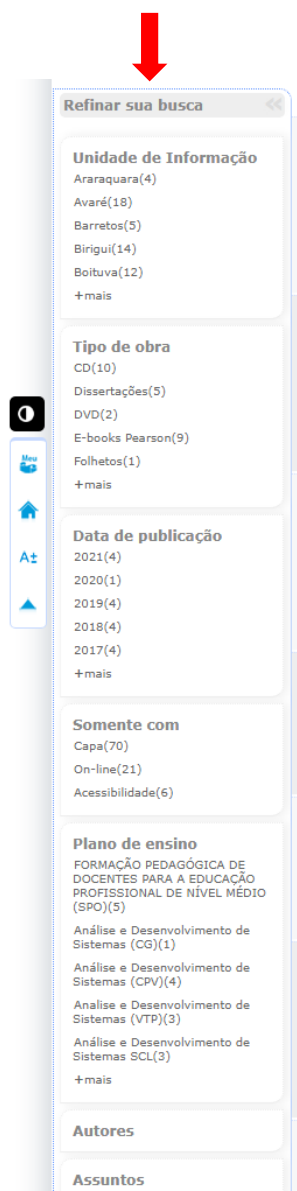 Refinar sua busca
Unidade de Informação
Araraquara(4)
Avaré(18)
Barretos(5)
Birigui(14)
Boituva(12)
+mais
Tipo de obra
CD(10)
Dissertações(5)
DVD(2)
E-books Pearson(9)
Folhetos(1)
+mais
Meu
A±
Data de publicação
2021(4)
2020(1)
2019(4)
2018(4)
2017(4)
+mais
Somente com
Capa(70)
On-line(21)
Acessibilidade(6)
Plano de ensino
FORMAÇÃO PEDAGÓGICA DE
DOCENTES PARA A EDUCAÇÃO
PROFISSIONAL DE NÍVEL MÉDIO
(SPO)(5)
Análise e Desenvolvimento de
Sistemas (CG)(1)
Análise e Desenvolvimento de
Sistemas (CPV)(4)
Analise e Desenvolvimento de
Sistemas (VTP)(3)
Análise e Desenvolvimento de
Sistemas SCL(3)
+mais
Autores
Assuntos